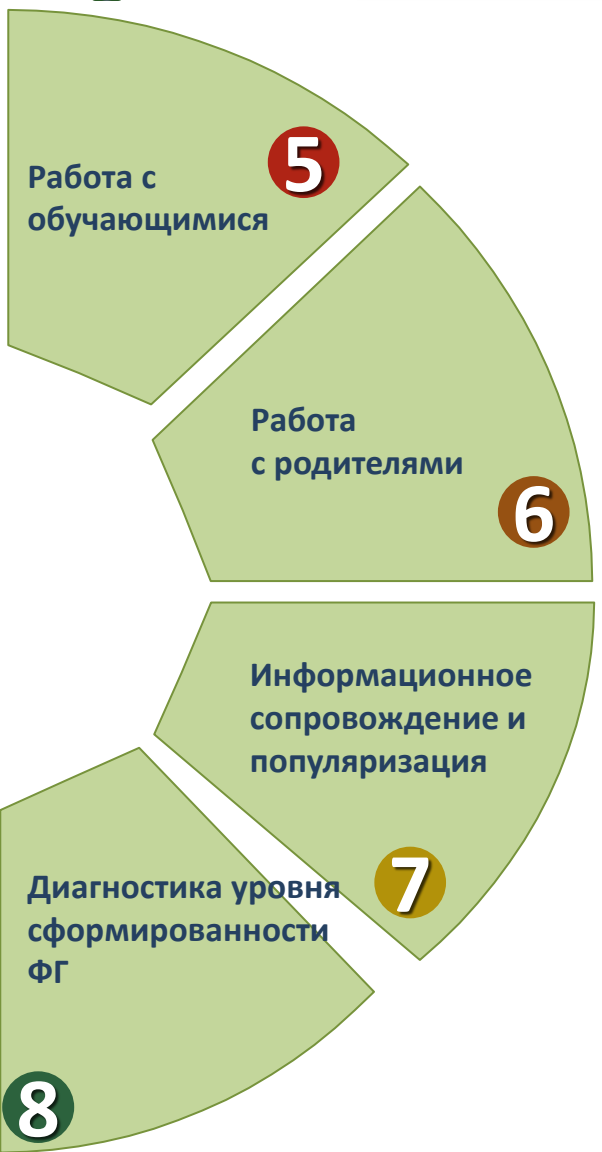 5
Работа с
обучающимися
Работа
с родителями
6
Информационное
сопровождение и
популяризация
7
Диагностика уровня
сформированности
ФГ
8